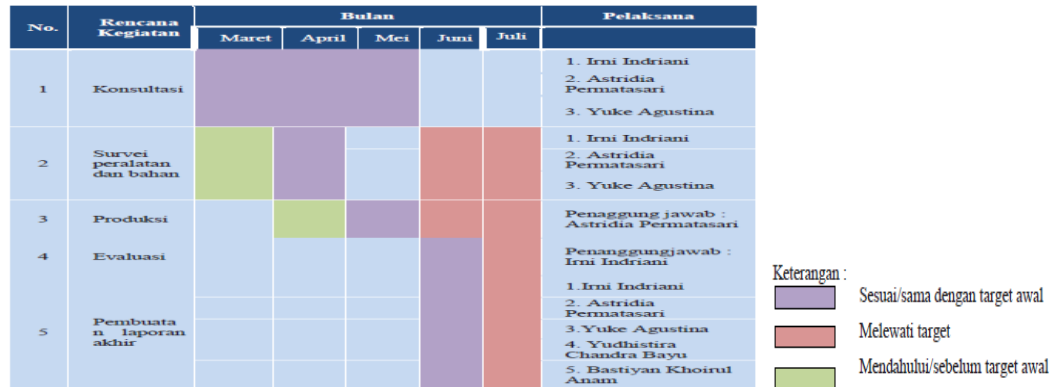 No.
Rencana
Kegiatan
Bulan
Pelaksana
Maret April Mei Juni Juli
1
Konsultasi
1. Irni Indriani
2. Astridia
Permatasari
3. Yuke Agustina
2
Survei
peralatan
dan bahan
1. Irni Indriani
2. Astridia
Permatasari
3. Yuke Agustina
3
Produksi
Penaggung jawab :
Astridia Permatasari
4
Evaluasi
Penanggungjawab :
Irni Indriani
5
Pembuata
n laporan
akhir
1.Irni Indriani
2. Astridia
Permatasari
3.Yuke Agustina
4. Yudhistira
Chandra Bayu
5. Bastiyan Khoirul
Anam
Keterangan :
Sesuai/sama dengan target awal
Melewati target
Mendahului/sebelum target awal